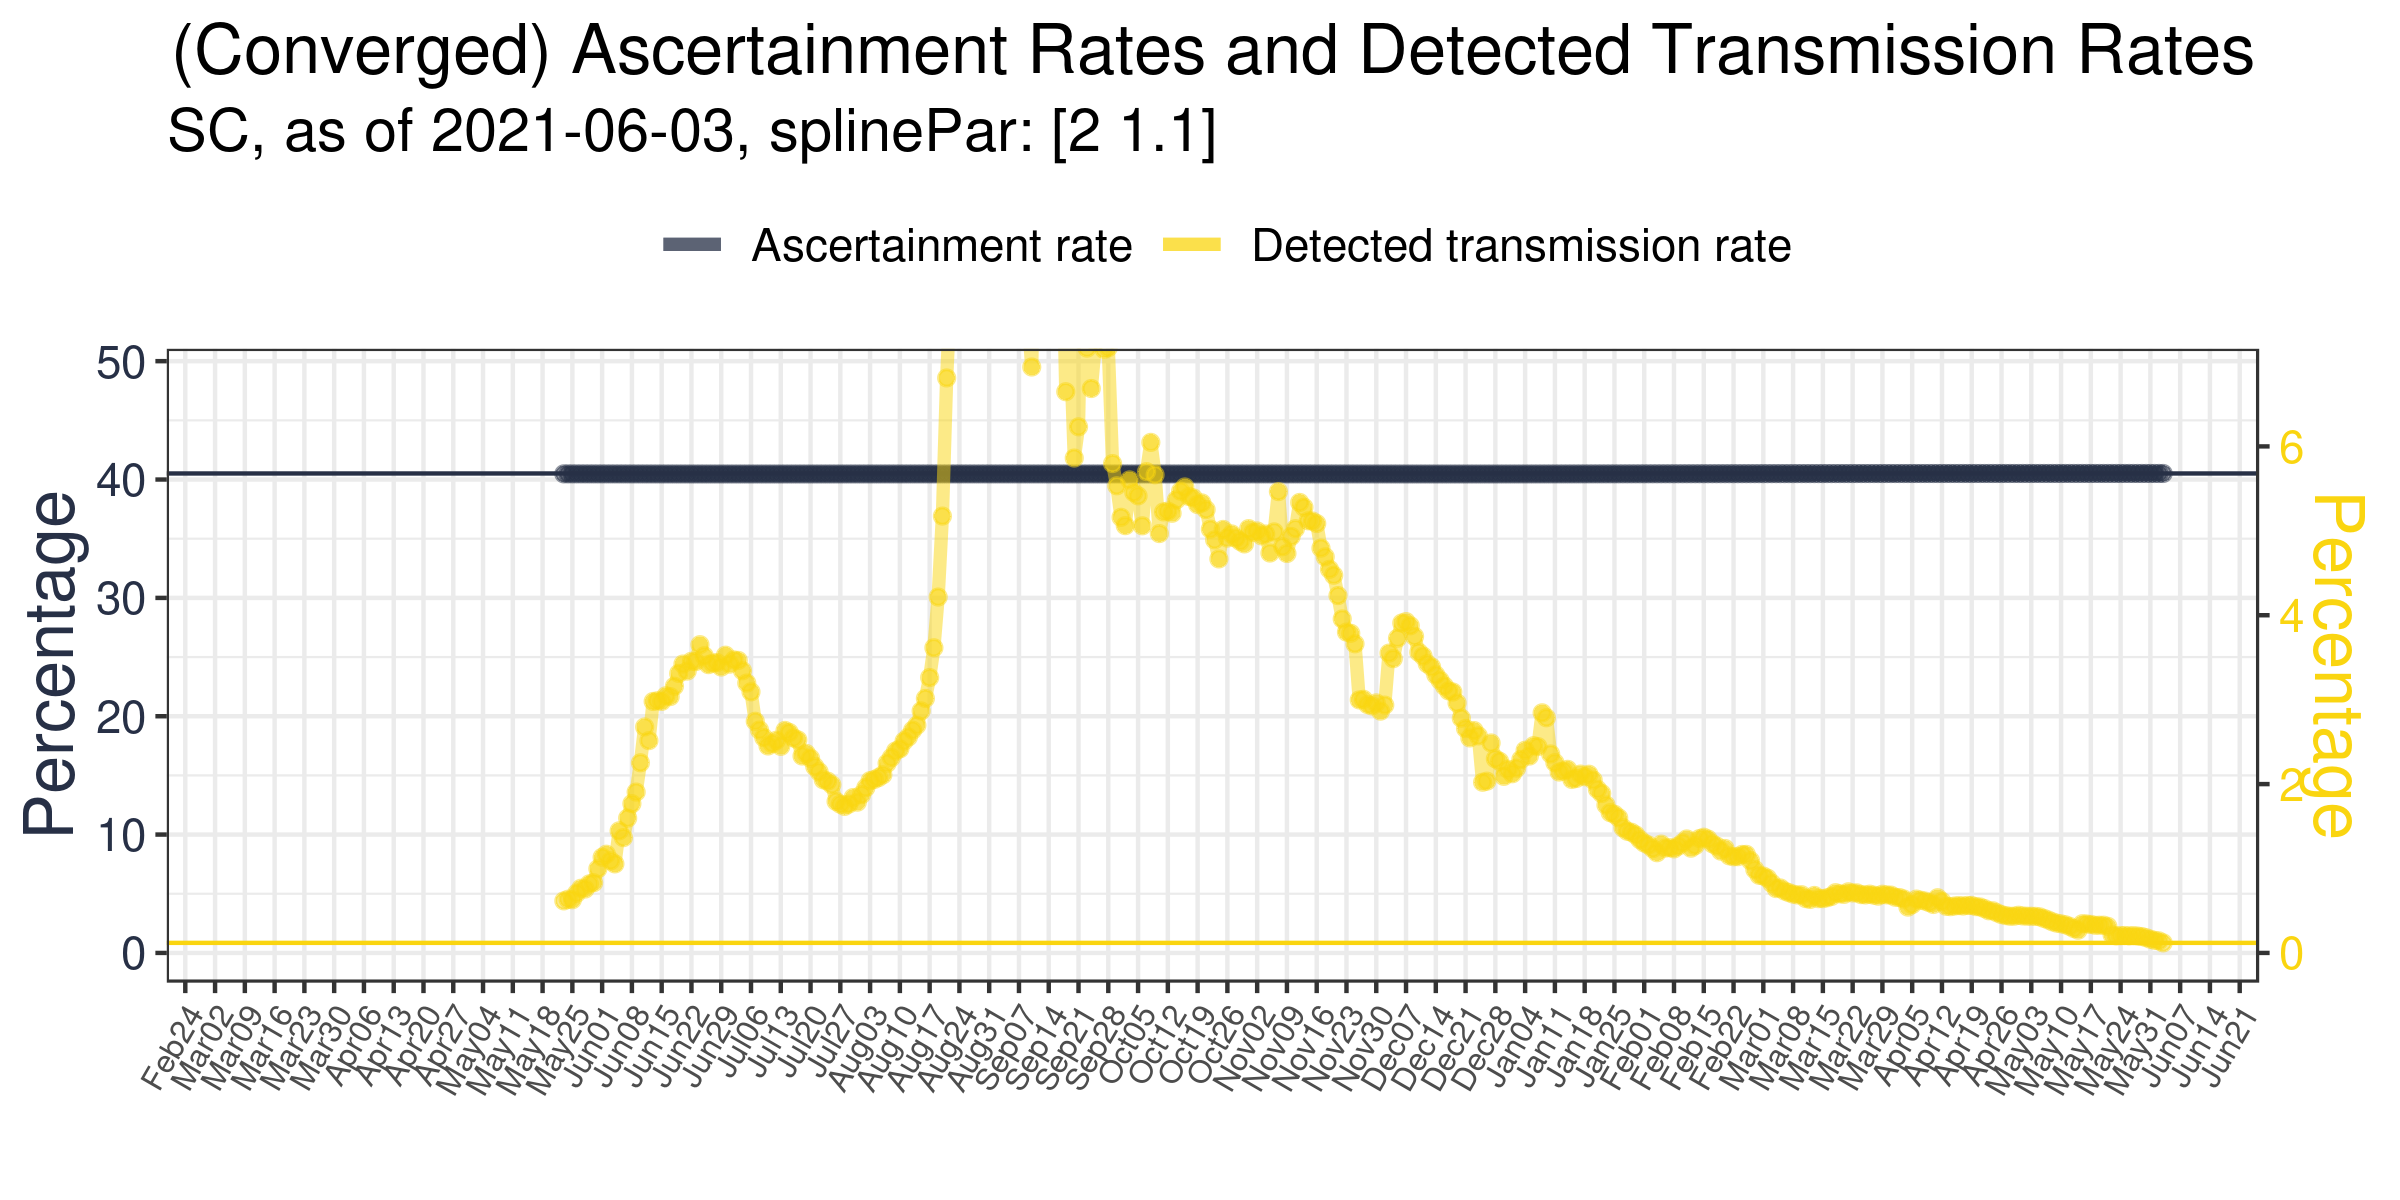 (Converged) Ascertainment Rates and Detected Transmission Rates
SC, as of 2021-06-03, splinePar: [2 1.1]
Ascertainment rate Detected transmission rate
50
40
30
20
10
0
Percentage
6
4
2
0
Percentage
Feb24 Mar02 Mar09 Mar16 Mar23 Mar30 Apr06 Apr13 Apr20 Apr27 May04 May11 May18 May25 Jun01 Jun08 Jun15 Jun22 Jun29 Jul06 Jul13 Jul20 Jul27 Aug03 Aug10 Aug17 Aug24 Aug31 Sep07 Sep14 Sep21 Sep28 Oct05 Oct12 Oct19 Oct26 Nov02 Nov09 Nov16 Nov23 Nov30 Dec07 Dec14 Dec21 Dec28 Jan04 Jan11 Jan18 Jan25 Feb01 Feb08 Feb15 Feb22 Mar01 Mar08 Mar15 Mar22 Mar29 Apr05 Apr12 Apr19 Apr26 May03 May10 May17 May24 May31 Jun07 Jun14 Jun21